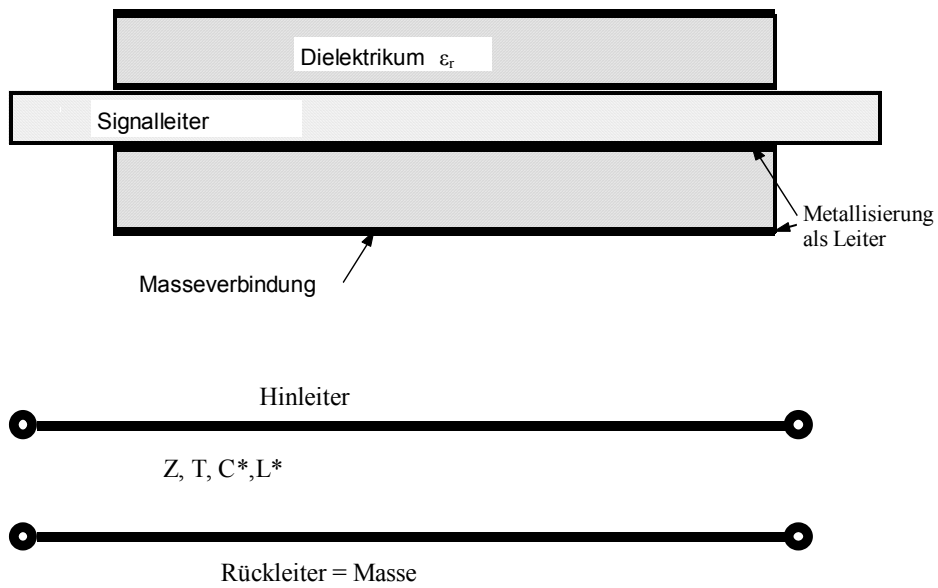 Dielektrikum εr
Signalleiter
Metallisierung
als Leiter
Masseverbindung
Hinleiter
Z, T, C*,L*
Rückleiter = Masse